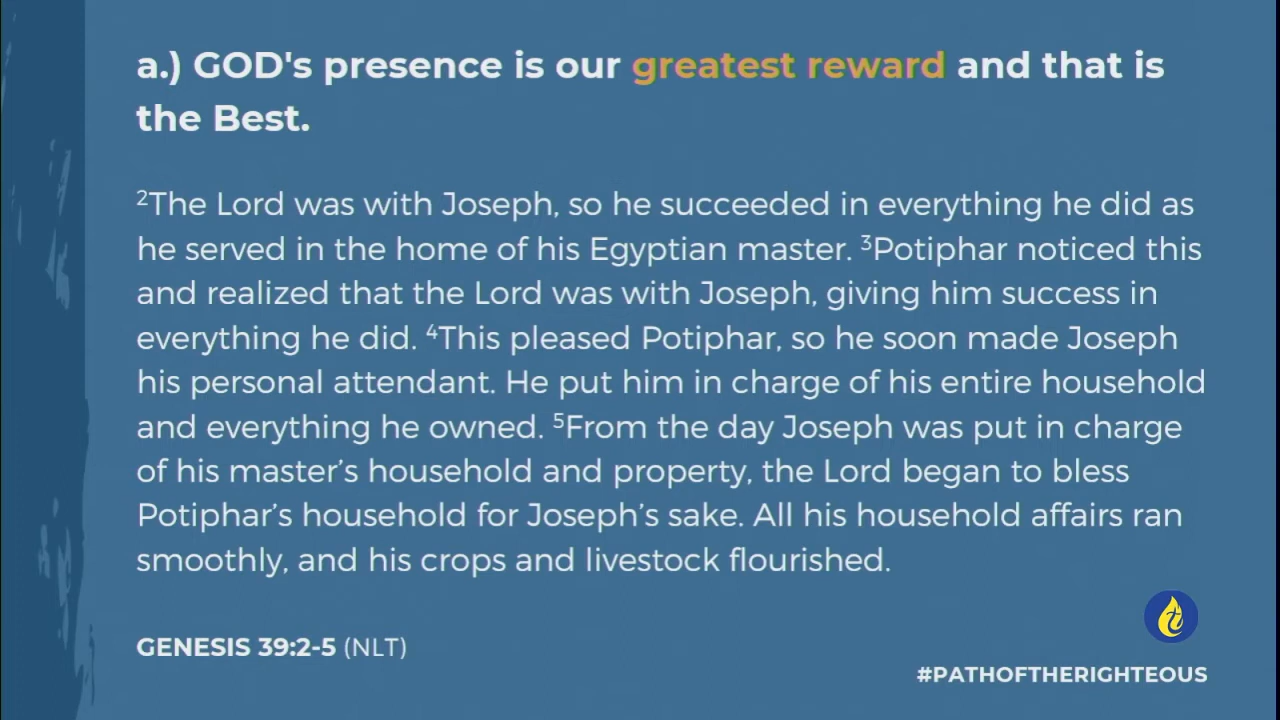 a.) GOD's presence is our greatest reward and that is
the Best.
²The Lord was with Joseph, so he succeeded in everything he did as
he served in the home of his Egyptian master. ³Potiphar noticed this
and realized that the Lord was with Joseph, giving him success in
everything he did. ⁴This pleased Potiphar, so he soon made Joseph
his personal attendant. He put him in charge of his entire household
and everything he owned. ⁵From the day Joseph was put in charge
of his master’s household and property, the Lord began to bless
Potiphar’s household for Joseph’s sake. All his household affairs ran
smoothly, and his crops and livestock flourished.
GENESIS 39:2-5 (NLT)
#PATHOFTHERIGHTEOUS